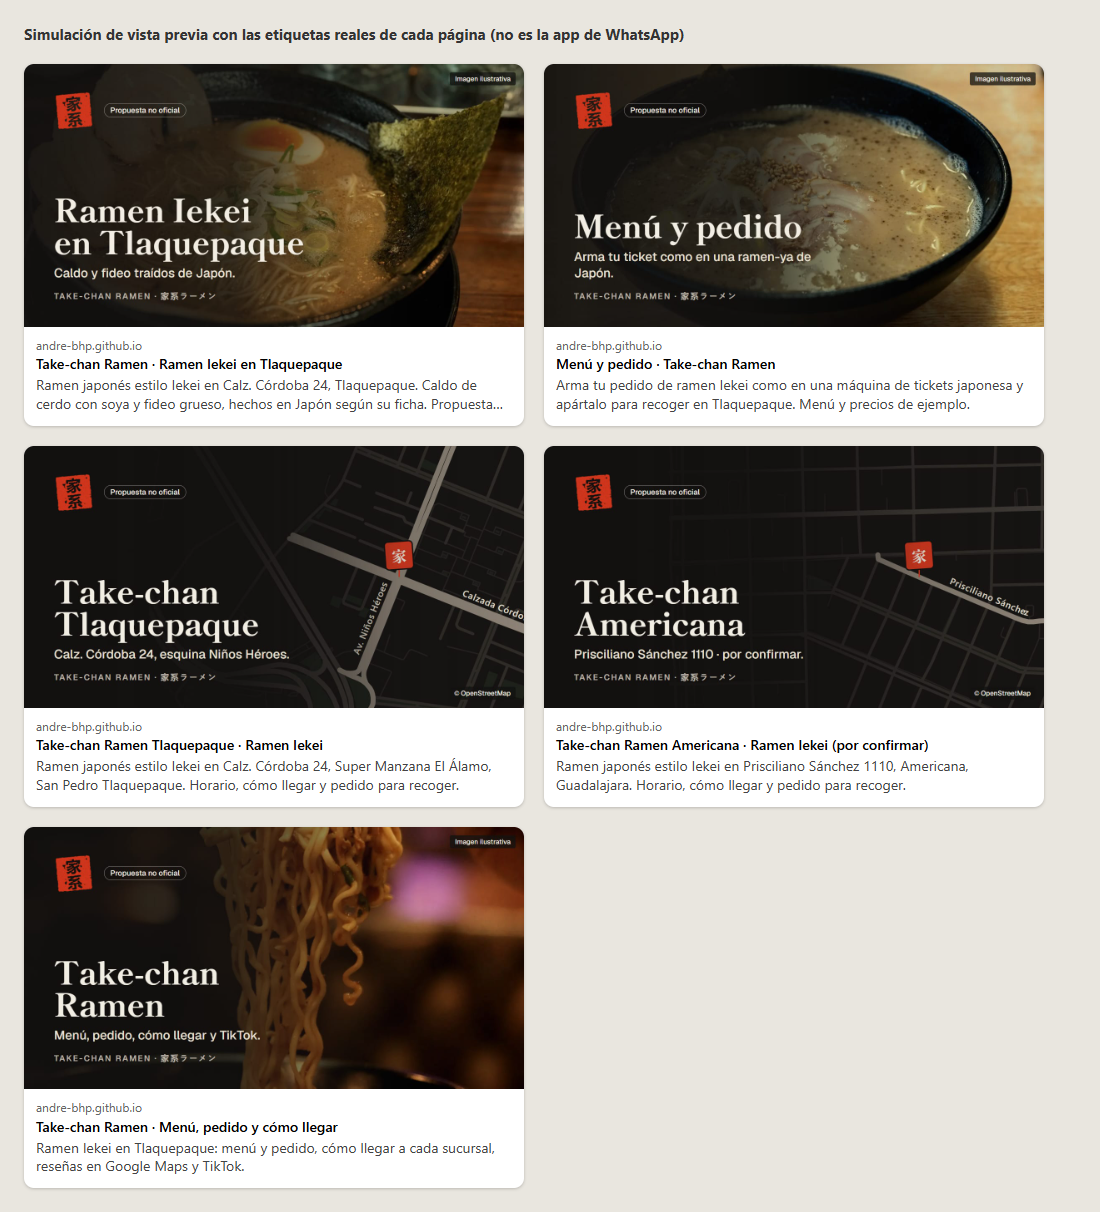 Simulación de vista previa con las etiquetas reales de cada página (no es la app de WhatsApp)
Imagen ilustrativa
家系
Propuesta no oficial
Ramen Iekei
en Tlaquepaque
Caldo y fideo traídos de Japón.
TAKE-CHAN RAMEN · 家系ラーメン
andre-bhp.github.io
Take-chan Ramen · Ramen Iekei en Tlaquepaque
Ramen japonés estilo Iekei en Calz. Córdoba 24, Tlaquepaque. Caldo de
cerdo con soya y fideo grueso, hechos en Japón según su ficha. Propuesta...
Imagen ilustrativa
家系
Propuesta no oficial
Menú y pedido
Arma tu ticket como en una ramen-ya de
Japón.
TAKE-CHAN RAMEN · 家系ラーメン
andre-bhp.github.io
Menú y pedido · Take-chan Ramen
Arma tu pedido de ramen Iekei como en una máquina de tickets japonesa y
apártalo para recoger en Tlaquepaque. Menú y precios de ejemplo.
家系
Propuesta no oficial
家
Av. Niños Héroes
Calzada Córdo
Take-chan
Tlaquepaque
Calz. Córdoba 24, esquina Niños Héroes.
TAKE-CHAN RAMEN · 家系ラーメン
© OpenStreetMap
andre-bhp.github.io
Take-chan Ramen Tlaquepaque · Ramen Iekei
Ramen japonés estilo Iekei en Calz. Córdoba 24, Super Manzana El Álamo,
San Pedro Tlaquepaque. Horario, cómo llegar y pedido para recoger.
家系
Propuesta no oficial
家
Prisciliano Sánchez
Take-chan
Americana
Prisciliano Sánchez 1110 · por confirmar.
TAKE-CHAN RAMEN · 家系ラーメン
© OpenStreetMap
andre-bhp.github.io
Take-chan Ramen Americana · Ramen Iekei (por confirmar)
Ramen japonés estilo Iekei en Prisciliano Sánchez 1110, Americana,
Guadalajara. Horario, cómo llegar y pedido para recoger.
Imagen ilustrativa
家系
Propuesta no oficial
Take-chan
Ramen
Menú, pedido, cómo llegar y TikTok.
TAKE-CHAN RAMEN · 家系ラーメン
andre-bhp.github.io
Take-chan Ramen · Menú, pedido y cómo llegar
Ramen Iekei en Tlaquepaque: menú y pedido, cómo llegar a cada sucursal,
reseñas en Google Maps y TikTok.